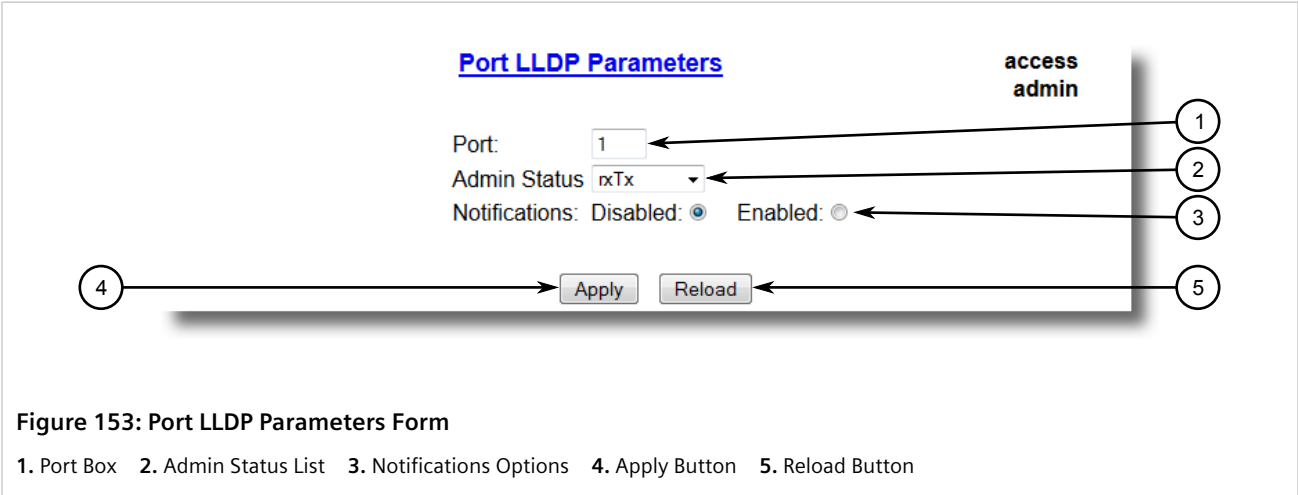 Port LLDP Parameters
access
admin
Port: 1
1
Admin Status rxTx
2
Notifications: Disabled: Enabled:
3
4
Apply Reload
5
Figure 153: Port LLDP Parameters Form
1. Port Box 2. Admin Status List 3. Notifications Options 4. Apply Button 5. Reload Button